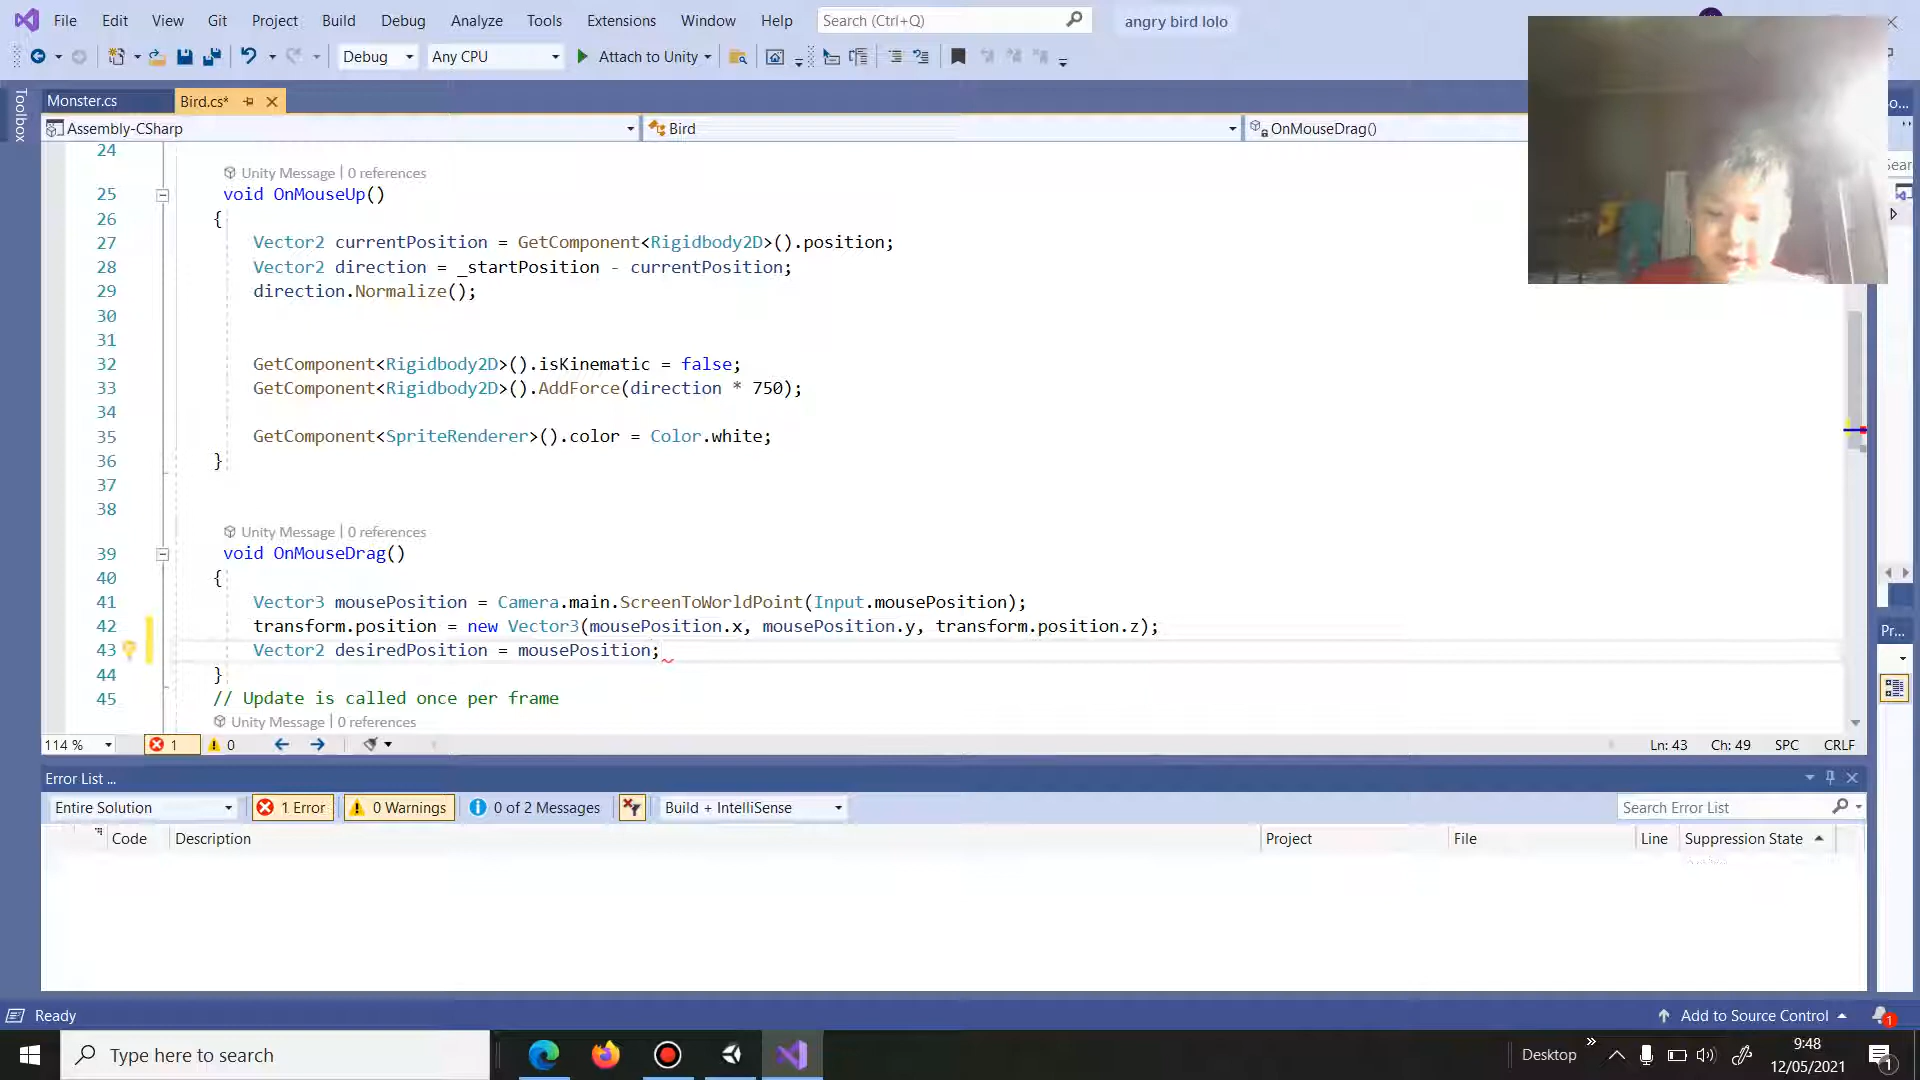 File Edit View Git Project Build Debug Test Analyze Tools Extensions Window Help Search (Ctrl+Q) angry bird lolo
Debug Any CPU Attach to Unity
Toolbox
Monster.cs Bird.cs*
Assembly-CSharp Bird OnMouseDrag()
24
Unity Message | 0 references
25 void OnMouseUp()
26 {
27 Vector2 currentPosition = GetComponent<Rigidbody2D>().position;
28 Vector2 direction = _startPosition - currentPosition;
29 direction.Normalize();
30
31
32 GetComponent<Rigidbody2D>().isKinematic = false;
33 GetComponent<Rigidbody2D>().AddForce(direction * 750);
34
35 GetComponent<SpriteRenderer>().color = Color.white;
36 }
37
38
Unity Message | 0 references
39 void OnMouseDrag()
40 {
41 Vector3 mousePosition = Camera.main.ScreenToWorldPoint(Input.mousePosition);
42 transform.position = new Vector3(mousePosition.x, mousePosition.y, transform.position.z);
43 Vector2 desiredPosition = mousePosition;
44 }
45 // Update is called once per frame
Unity Message | 0 references
114 % 1 0 Ln: 43 Ch: 49 SPC CRLF
Error List ...
Entire Solution 1 Error 0 Warnings 0 of 2 Messages Build + IntelliSense Search Error List
Code Description Project File Line Suppression State
Pr...
Ready Add to Source Control 1
Type here to search Desktop 9:48
12/05/2021 1